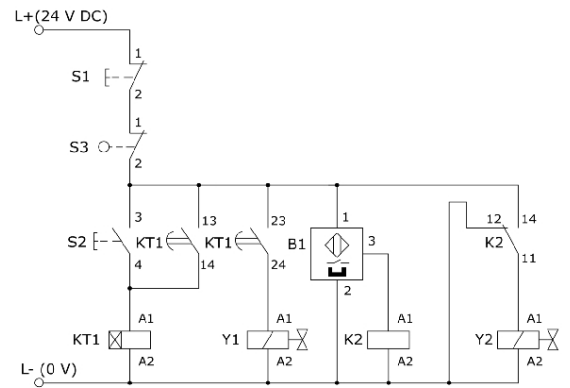 L+(24 V DC)
1
S1
2
1
S3
2
3
13
23
1
12
14
S2
KT1
KT1
B1
3
K2
4
14
24
2
11
A1
A1
A1
A1
KT1
Y1
K2
Y2
A2
A2
A2
A2
L- (0 V)